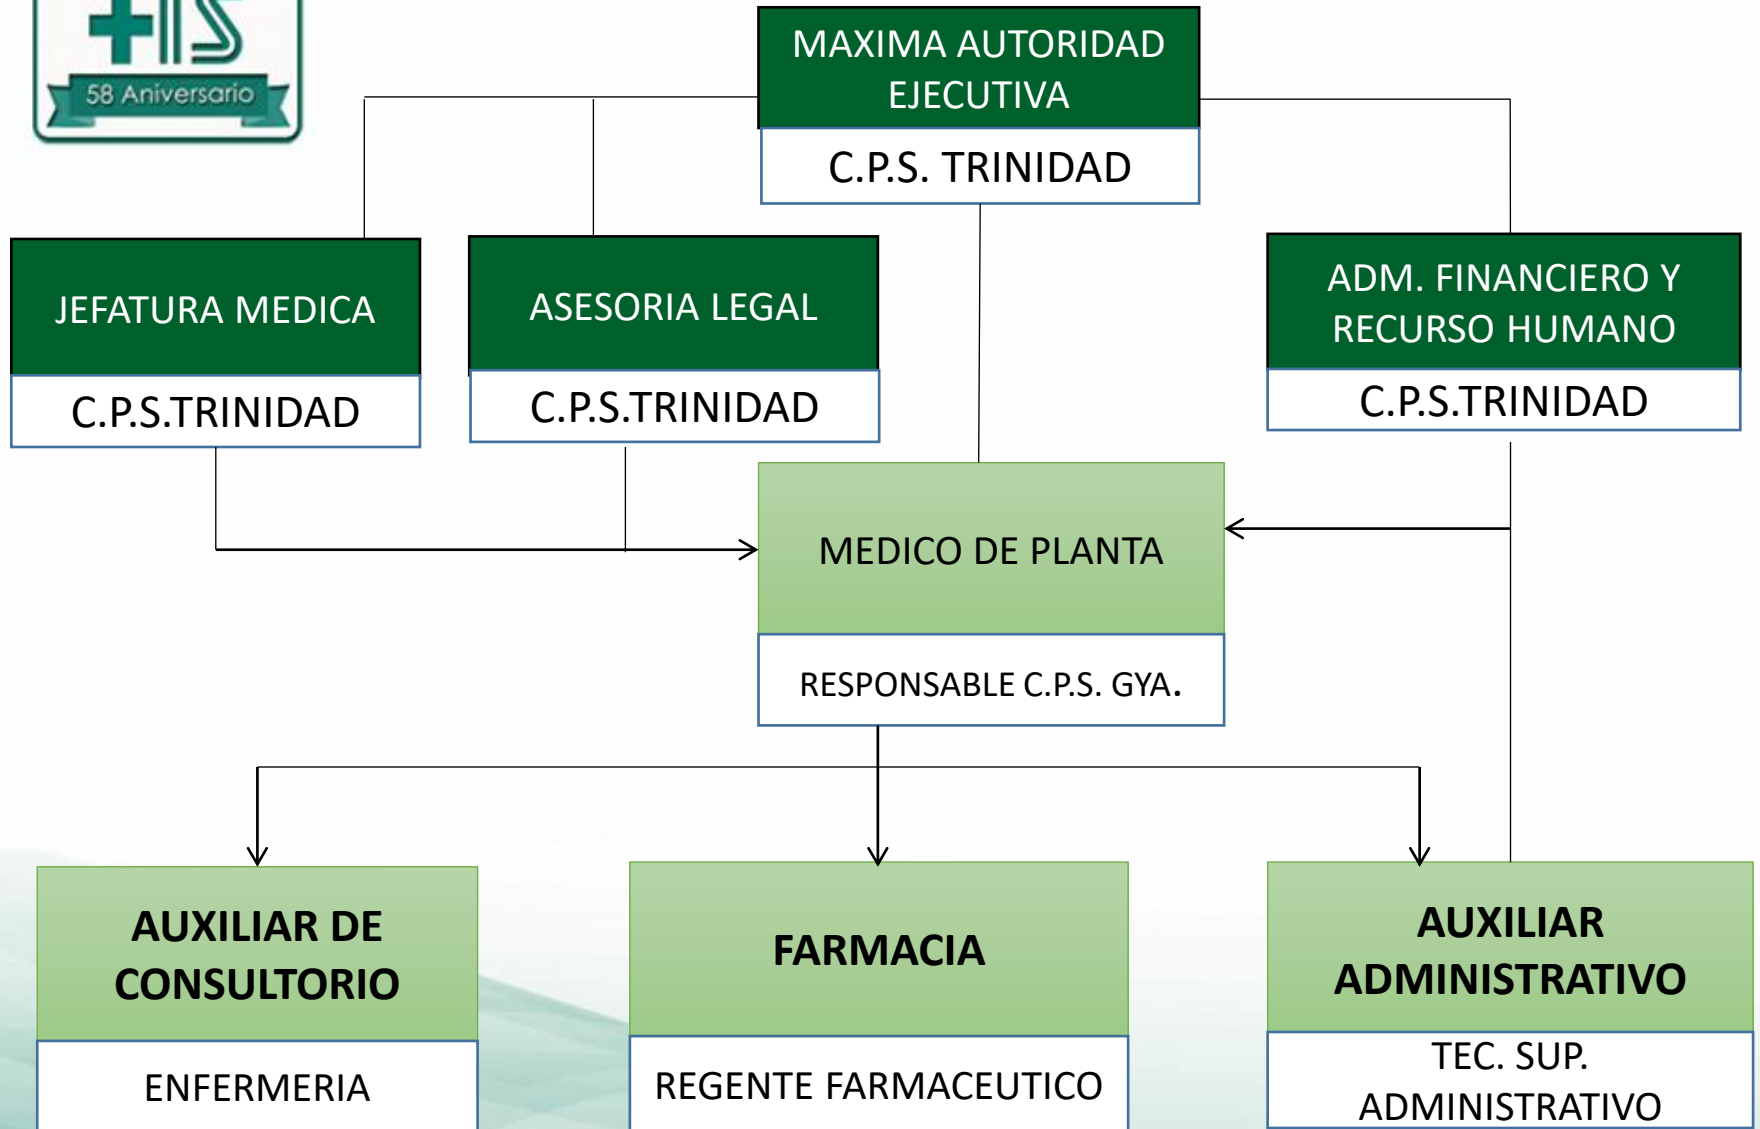 58 Aniversario
MAXIMA AUTORIDAD
EJECUTIVA
C.P.S. TRINIDAD
JEFATURA MEDICA
C.P.S.TRINIDAD
ASESORIA LEGAL
C.P.S.TRINIDAD
ADM. FINANCIERO Y
RECURSO HUMANO
C.P.S.TRINIDAD
MEDICO DE PLANTA
RESPONSABLE C.P.S. GYA.
AUXILIAR DE
CONSULTORIO
ENFERMERIA
FARMACIA
REGENTE FARMACEUTICO
AUXILIAR
ADMINISTRATIVO
TEC. SUP.
ADMINISTRATIVO